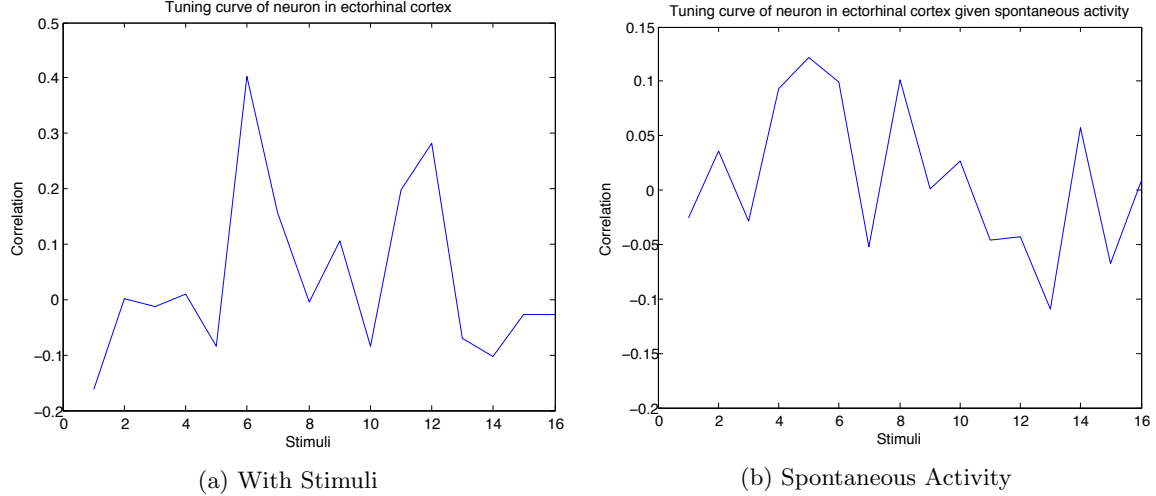 Tuning curve of neuron in ectorhinal cortex
0.5
0.4
0.3
0.2
0.1
0
−0.1
−0.2
Correlation
0 2 4 6 8 10 12 14 16
Stimuli
(a) With Stimuli
Tuning curve of neuron in ectorhinal cortex given spontaneous activity
0.15
0.1
0.05
0
−0.05
−0.1
−0.15
−0.2
Correlation
0 2 4 6 8 10 12 14 16
Stimuli
(b) Spontaneous Activity